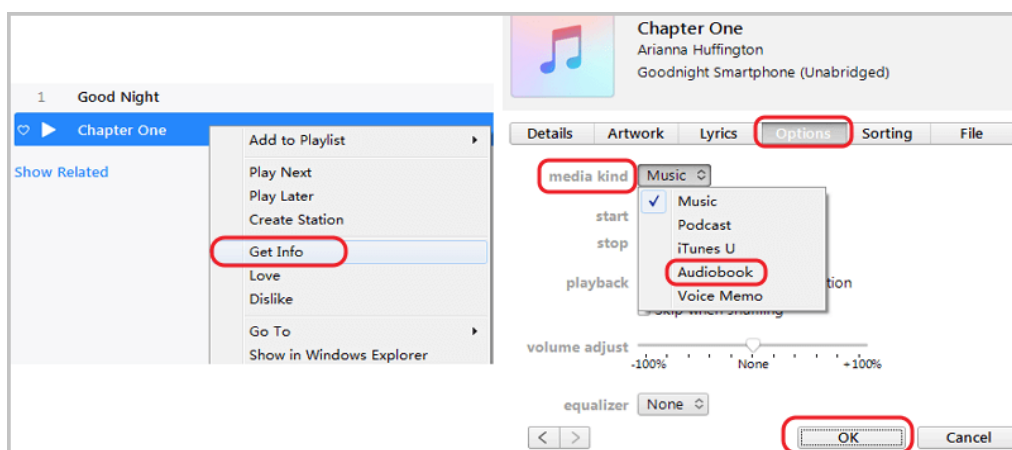 1 Good Night
Chapter One
Show Related
Add to Playlist
Play Next
Play Later
Create Station
Get Info
Love
Dislike
Go To
Show in Windows Explorer
Chapter One
Arianna Huffington
Goodnight Smartphone (Unabridged)
Details Artwork Lyrics Options Sorting File
media kind Music
Music
Podcast
iTunes U
Audiobook
Voice Memo
start
stop
playback
tion
Skip when shuffling
volume adjust
-100% None +100%
equalizer None
< > OK Cancel